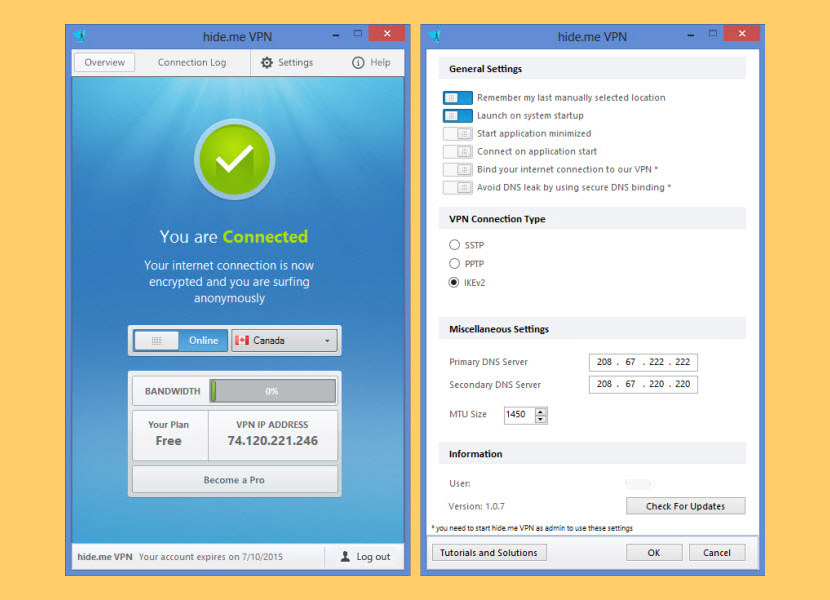 hide.me VPN
Overview
Connection Log
Settings
Help
You are Connected
Your internet connection is now
encrypted and you are surfing
anonymously
Online
Canada
BANDWIDTH
0%
Your Plan
Free
VPN IP ADDRESS
74.120.221.246
Become a Pro
hide.me VPN Your account expires on 7/10/2015
Log out
hide.me VPN
General Settings
Remember my last manually selected location
Launch on system startup
Start application minimized
Connect on application start
Bind your internet connection to our VPN *
Avoid DNS leak by using secure DNS binding *
VPN Connection Type
SSTP
PPTP
IKEv2
Miscellaneous Settings
Primary DNS Server 208 . 67 . 222 . 222
Secondary DNS Server 208 . 67 . 220 . 220
MTU Size 1450
Information
User:
Version: 1.0.7
Check For Updates
* you need to start hide.me VPN as admin to use these settings
Tutorials and Solutions
OK
Cancel